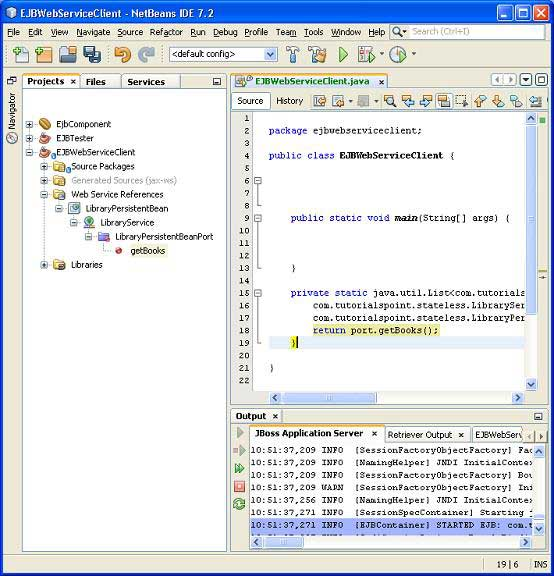 EJBWebServiceClient - NetBeans IDE 7.2
File Edit View Navigate Source Refactor Run Debug Profile Team Tools Window Help Search (Ctrl+I)
<default config>
Projects x Files Services
Navigator
EjbComponent
EJBTester
EJBWebServiceClient
Source Packages
Generated Sources (jax-ws)
Web Service References
LibraryPersistentBean
LibraryService
LibraryPersistentBeanPort
getBooks
Libraries
EJBWebServiceClient.java x
Source History
1
2 package ejbwebserviceclient;
3
4 public class EJBWebServiceClient {
5
6
7
8
9 public static void main(String[] args) {
10
11
12
13 }
14
15 private static java.util.List<com.tutorials
16 com.tutorialspoint.stateless.LibrarySer
17 com.tutorialspoint.stateless.LibraryPer
18 return port.getBooks();
19 }
20
21 }
22
Output x
JBoss Application Server x Retriever Output x EJBWebServ
10:51:37,209 INFO [SessionFactoryObjectFactory] Fac
10:51:37,209 INFO [NamingHelper] JNDI InitialContex
10:51:37,209 INFO [SessionFactoryObjectFactory] Bou
10:51:37,209 WARN [SessionFactoryObjectFactory] Ini
10:51:37,256 INFO [NamingHelper] JNDI InitialContex
10:51:37,271 INFO [SessionSpecContainer] Starting j
10:51:37,271 INFO [EJBContainer] STARTED EJB: com.t
19 | 6 INS